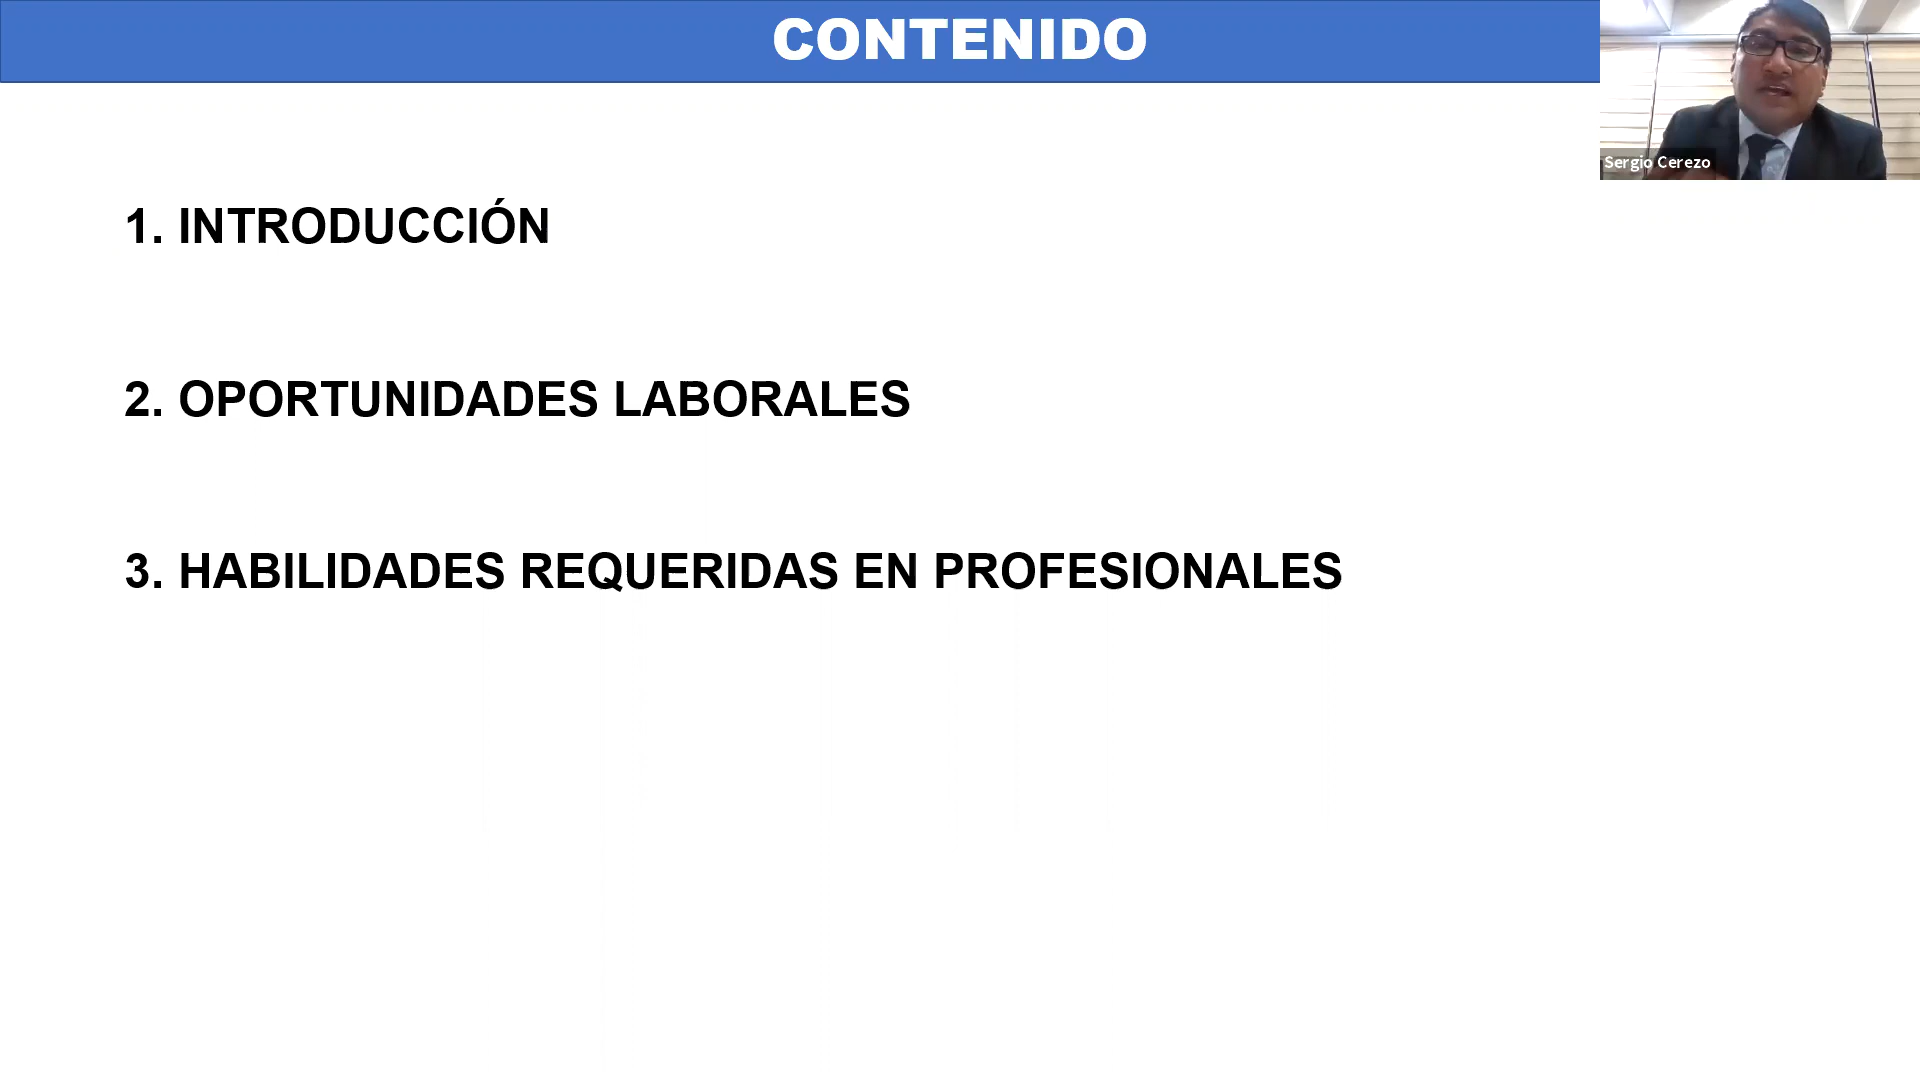 CONTENIDO
Sergio Cerezo
1. INTRODUCCIÓN
2. OPORTUNIDADES LABORALES
3. HABILIDADES REQUERIDAS EN PROFESIONALES